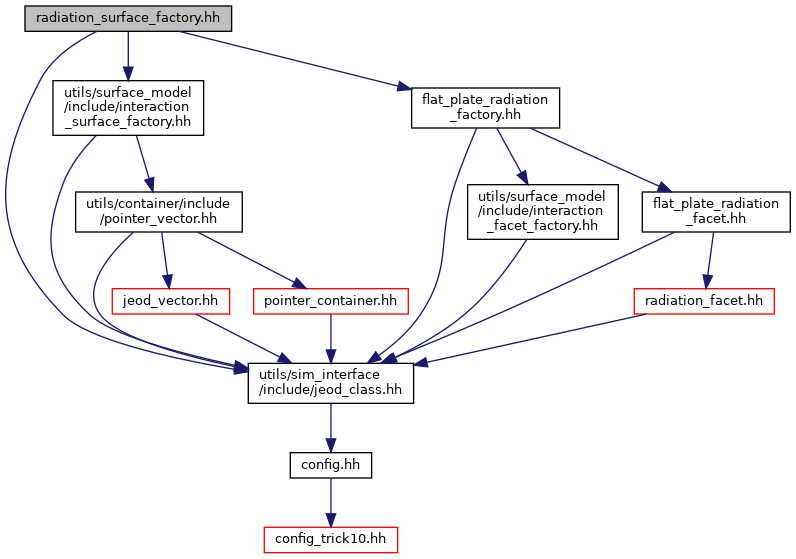 radiation_surface_factory.hh
utils/surface_model
/include/interaction
_surface_factory.hh
flat_plate_radiation
_factory.hh
utils/container/include
/pointer_vector.hh
utils/surface_model
/include/interaction
_facet_factory.hh
flat_plate_radiation
_facet.hh
jeod_vector.hh
pointer_container.hh
radiation_facet.hh
utils/sim_interface
/include/jeod_class.hh
config.hh
config_trick10.hh